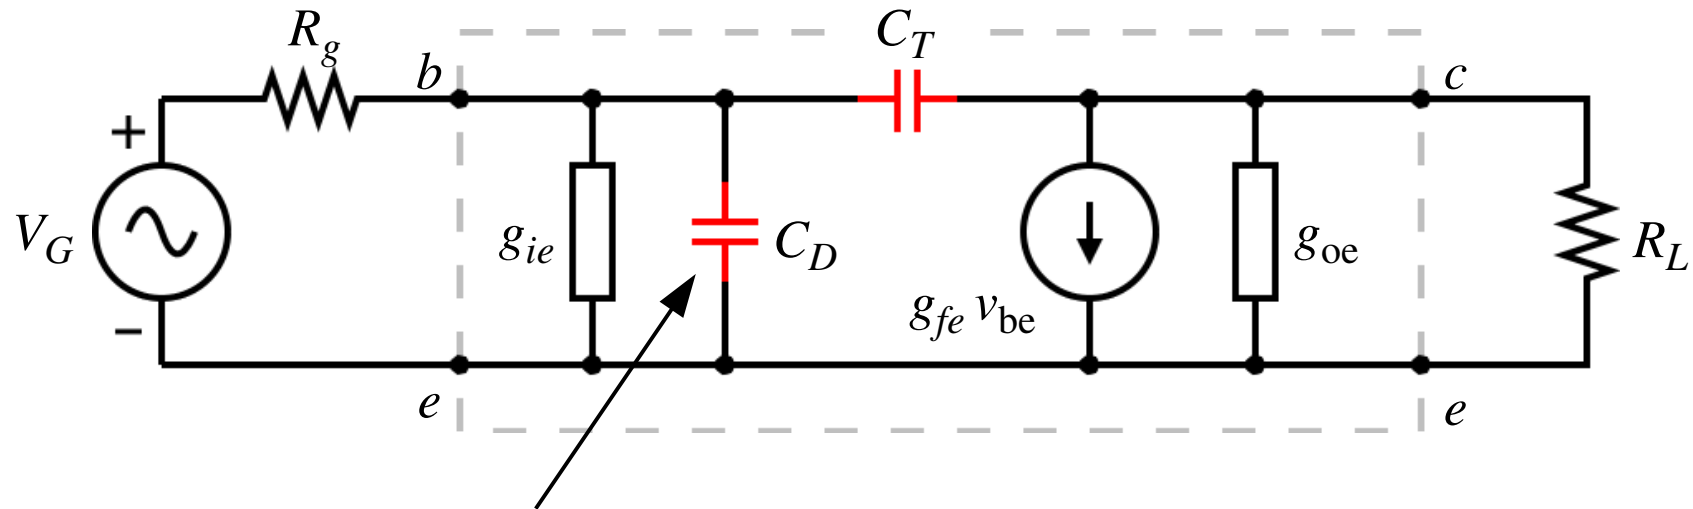 R_g
C_T
b
c
+
V_G
g_ie
C_D
g_fe v_be
g_oe
R_L
−
e
e